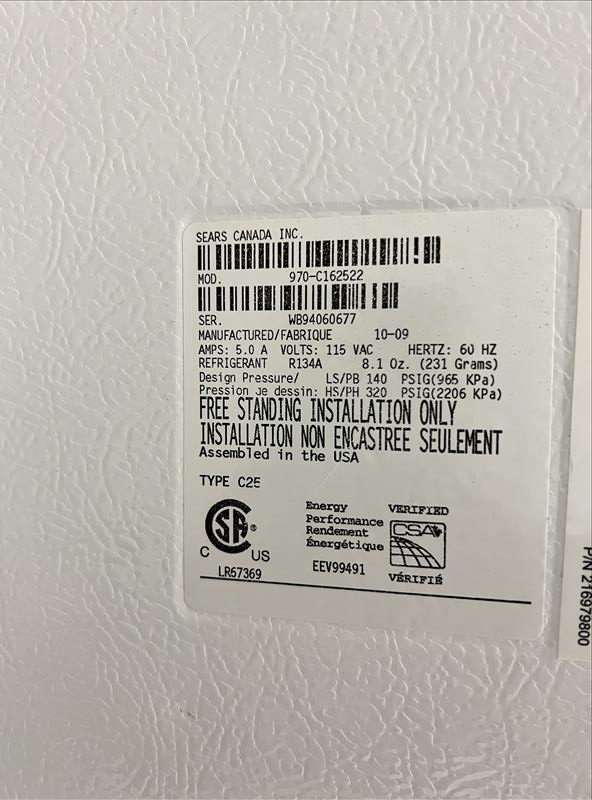 SEARS CANADA INC.
MOD. 970-C162522
SER. WB94060677
MANUFACTURED/FABRIQUE 10-09
AMPS: 5.0 A VOLTS: 115 VAC HERTZ: 60 HZ
REFRIGERANT R134A 8.1 Oz. (231 Grams)
Design Pressure/ LS/PB 140 PSIG(965 KPa)
Pression de dessin: HS/PH 320 PSIG(2206 KPa)
FREE STANDING INSTALLATION ONLY
INSTALLATION NON ENCASTREE SEULEMENT
Assembled in the USA
TYPE C25
Energy
Performance
Rendement
Énergétique
EEV99491
VERIFIED
CSA
VÉRIFIÉ
SA ®
C US
LR67369
P/N 216979800